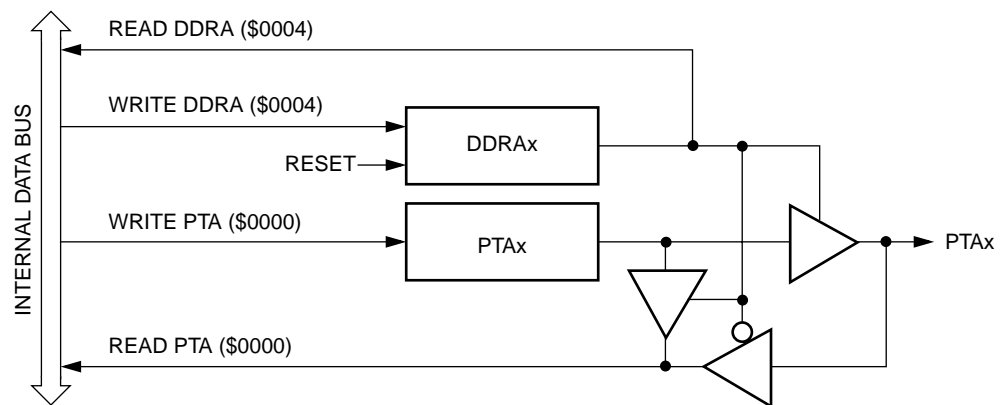 READ DDRA ($0004)
WRITE DDRA ($0004)
DDRAx
RESET
WRITE PTA ($0000)
PTAx
PTAx
READ PTA ($0000)
INTERNAL DATA BUS